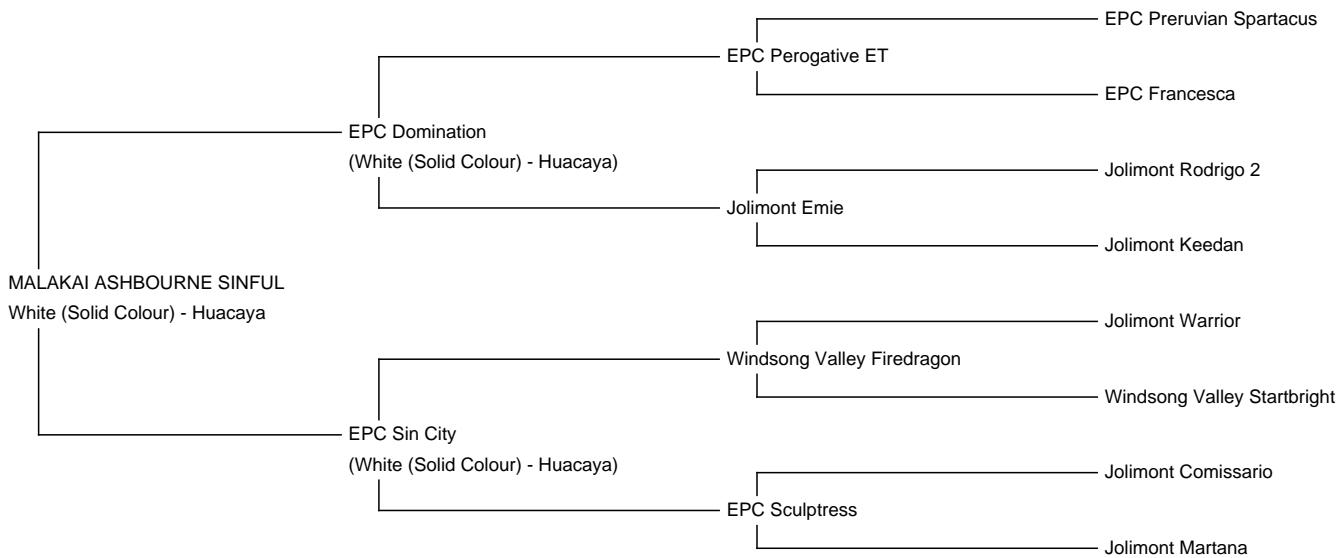 EPC Preruvian Spartacus
EPC Perogative ET
EPC Francesca
EPC Domination
(White (Solid Colour) - Huacaya)
Jolimont Rodrigo 2
Jolimont Emie
Jolimont Keedan
MALAKAI ASHBOURNE SINFUL
White (Solid Colour) - Huacaya
Jolimont Warrior
Windsong Valley Firedragon
Windsong Valley Startbright
EPC Sin City
(White (Solid Colour) - Huacaya)
Jolimont Comissario
EPC Sculptress
Jolimont Martana